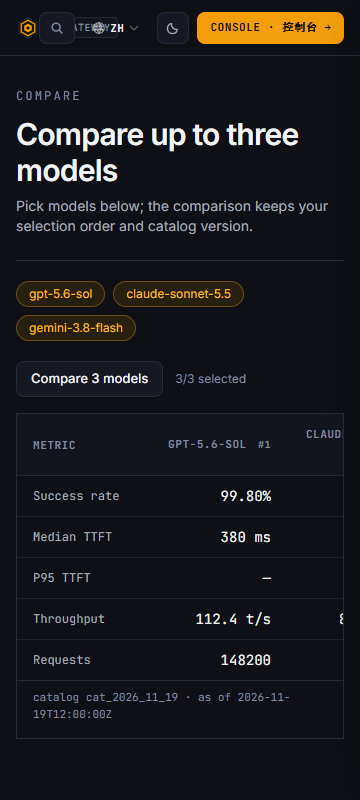 ZH
CONSOLE · 控制台 →
COMPARE
Compare up to three
models
Pick models below; the comparison keeps your
selection order and catalog version.
gpt-5.6-sol
claude-sonnet-5.5
gemini-3.8-flash
Compare 3 models
3/3 selected
METRIC GPT-5.6-SOL #1 CLAUD
Success rate 99.80%
Median TTFT 380 ms
P95 TTFT —
Throughput 112.4 t/s
Requests 148200
catalog cat_2026_11_19 · as of 2026-11-
19T12:00:00Z